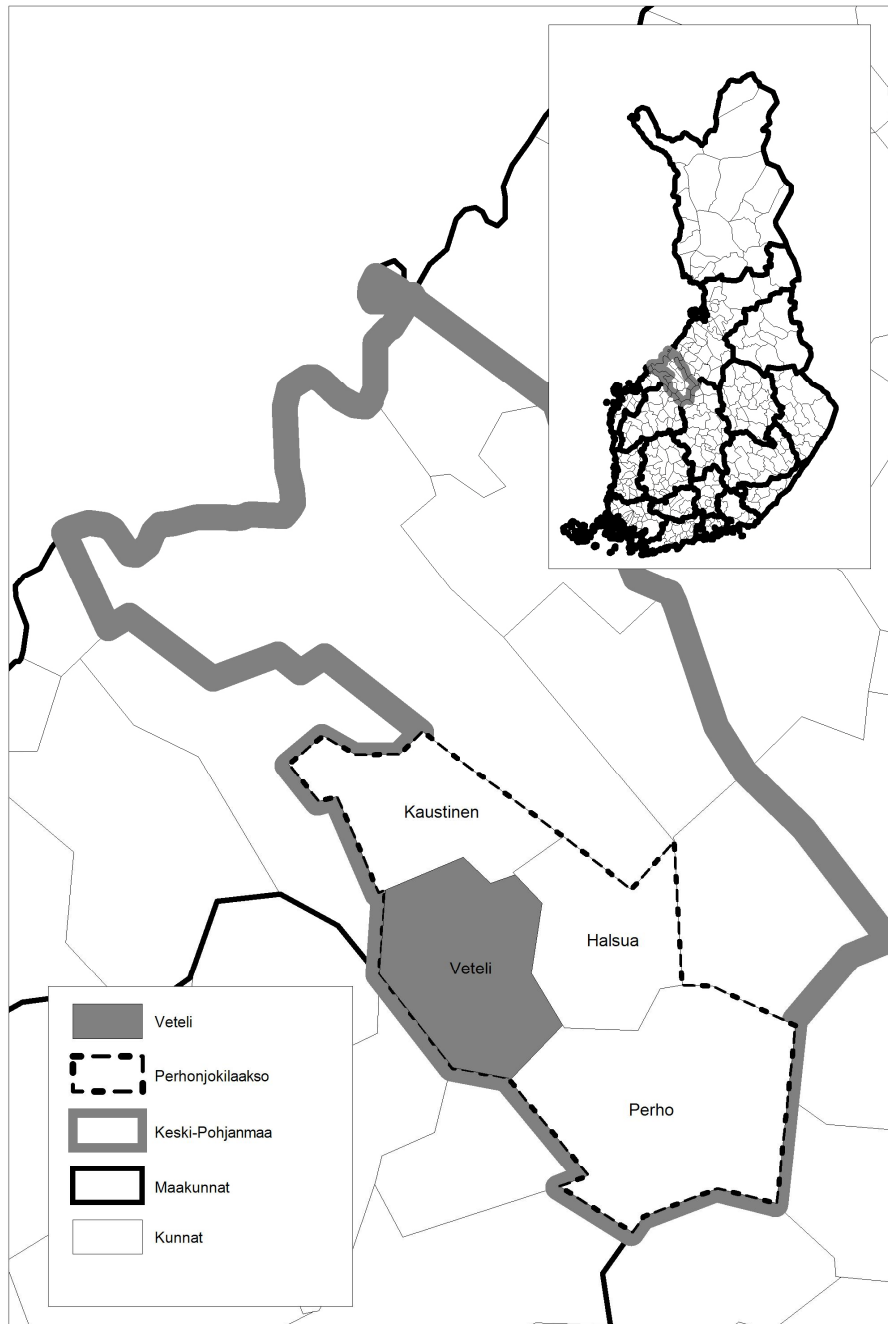 Kaustinen
Halsua
Veteli
Perho
Veteli
Perhonjokilaakso
Keski-Pohjanmaa
Maakunnat
Kunnat